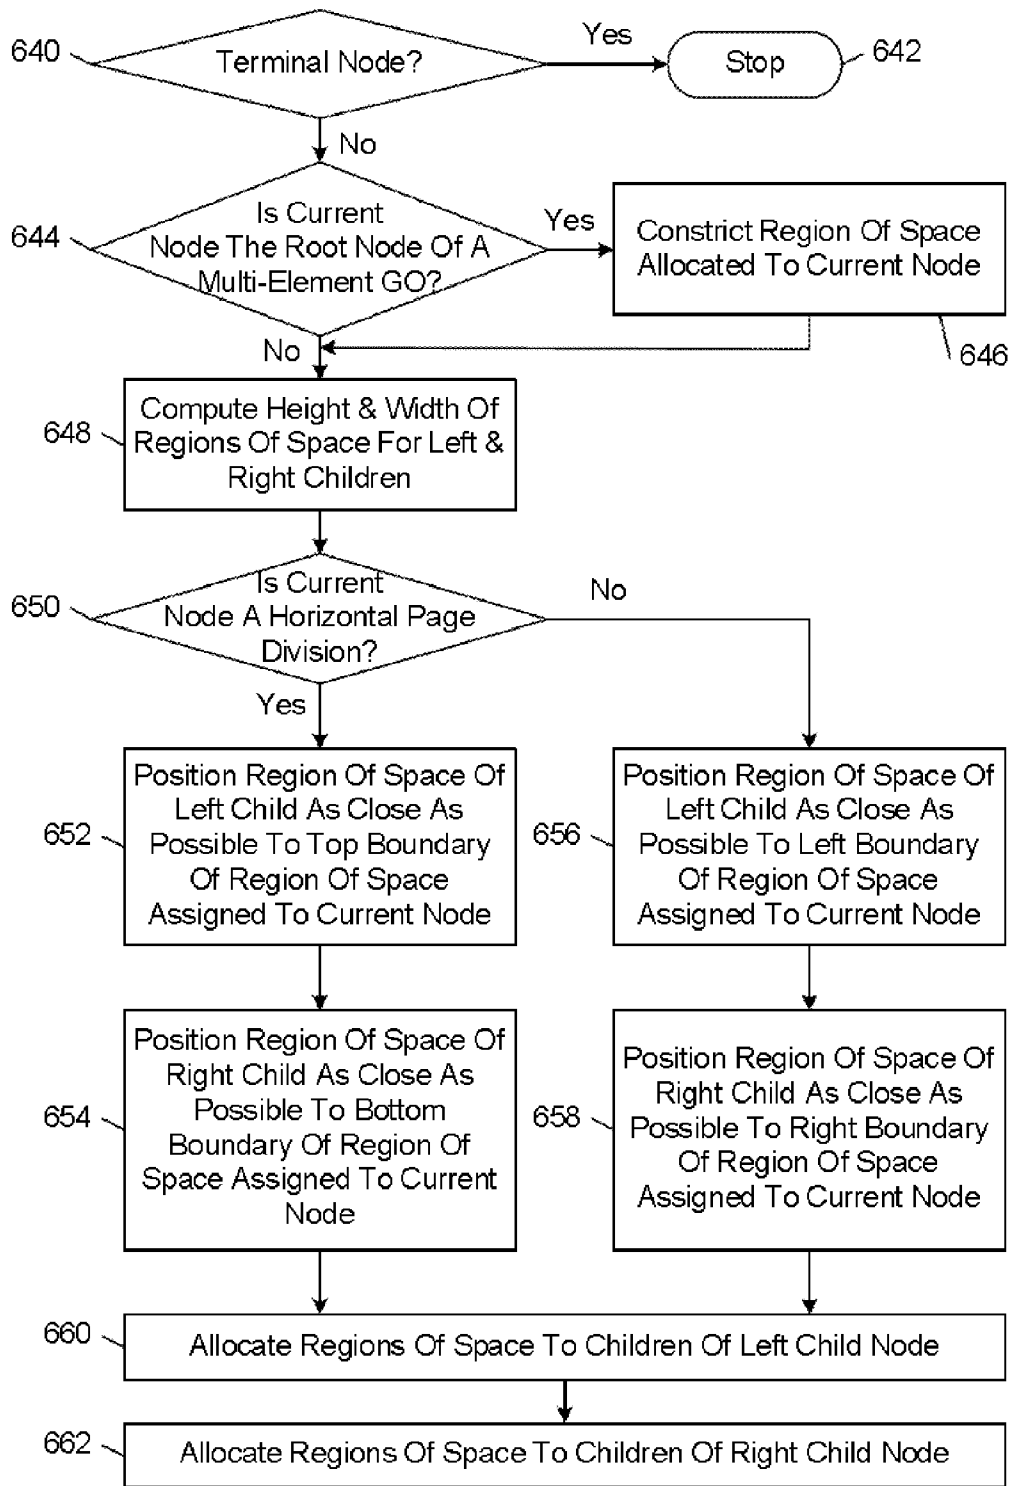 640
Terminal Node?
Yes
Stop
642
No
644
Is Current
Node The Root Node Of A
Multi-Element GO?
Yes
Constrict Region Of Space
Allocated To Current Node
646
No
648
Compute Height & Width Of
Regions Of Space For Left &
Right Children
650
Is Current
Node A Horizontal Page
Division?
No
Yes
652
Position Region Of Space Of
Left Child As Close As
Possible To Top Boundary
Of Region Of Space
Assigned To Current Node
656
Position Region Of Space Of
Left Child As Close As
Possible To Left Boundary
Of Region Of Space
Assigned To Current Node
654
Position Region Of Space Of
Right Child As Close As
Possible To Bottom
Boundary Of Region Of
Space Assigned To Current
Node
658
Position Region Of Space Of
Right Child As Close As
Possible To Right Boundary
Of Region Of Space
Assigned To Current Node
660
Allocate Regions Of Space To Children Of Left Child Node
662
Allocate Regions Of Space To Children Of Right Child Node